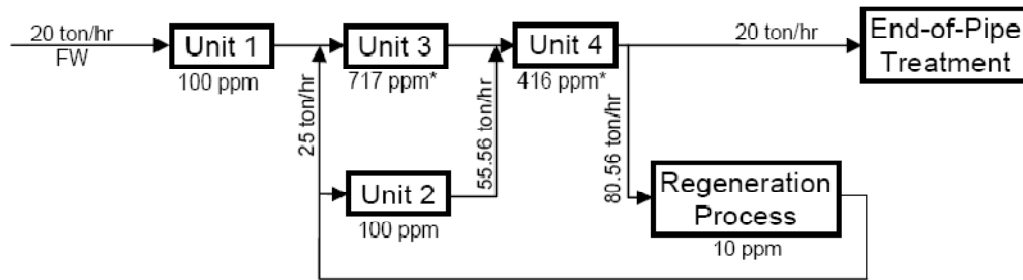 20 ton/hr
FW
Unit 1
100 ppm
Unit 3
717 ppm*
Unit 4
416 ppm*
20 ton/hr
End-of-Pipe
Treatment
25 ton/hr
55.56 ton/hr
80.56 ton/hr
Unit 2
100 ppm
Regeneration
Process
10 ppm